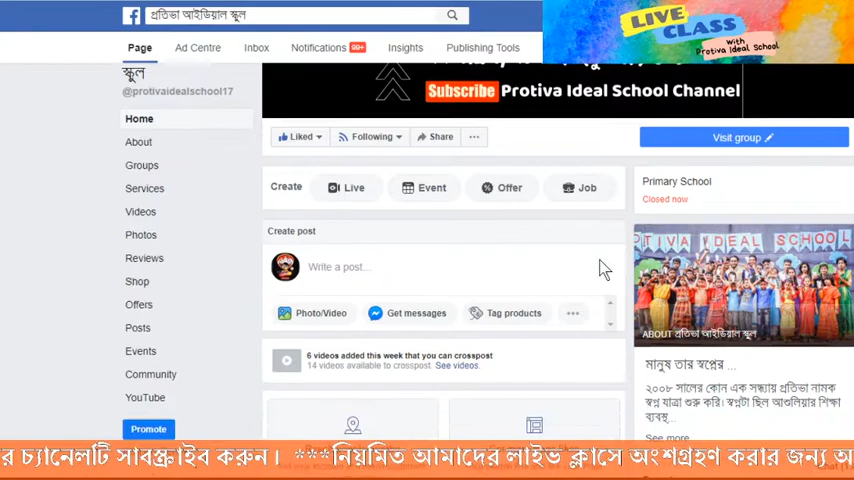 প্রতিভা আইডিয়াল স্কুল
LIVE
CLASS
with
Protiva Ideal School
Page
Ad Centre
Inbox
Notifications 99+
Insights
Publishing Tools
স্কুল
@protivaidealschool17
Subscribe Protiva Ideal School Channel
Home
About
Groups
Services
Videos
Photos
Reviews
Shop
Offers
Posts
Events
Community
YouTube
Promote
Liked
Following
Share
Visit group
Create
Live
Event
Offer
Job
Create post
Write a post...
Photo/Video
Get messages
Tag products
6 videos added this week that you can crosspost
14 videos available to crosspost. See videos.
Primary School
Closed now
PROTIVA IDEAL SCHOOL
ABOUT প্রতিভা আইডিয়াল স্কুল
মানুষ তার স্বপ্নের ...
২০০৮ সালের কোন এক সন্ধ্যায় প্রতিভা নামক
স্বপ্ন যাত্রা শুরু করি। স্বপ্নটা ছিল আশুলিয়ার শিক্ষা
ব্যবস্থ...
See more
র চ্যানেলটি সাবস্ক্রাইব করুন। ***নিয়মিত আমাদের লাইভ ক্লাসে অংশগ্রহণ করার জন্য